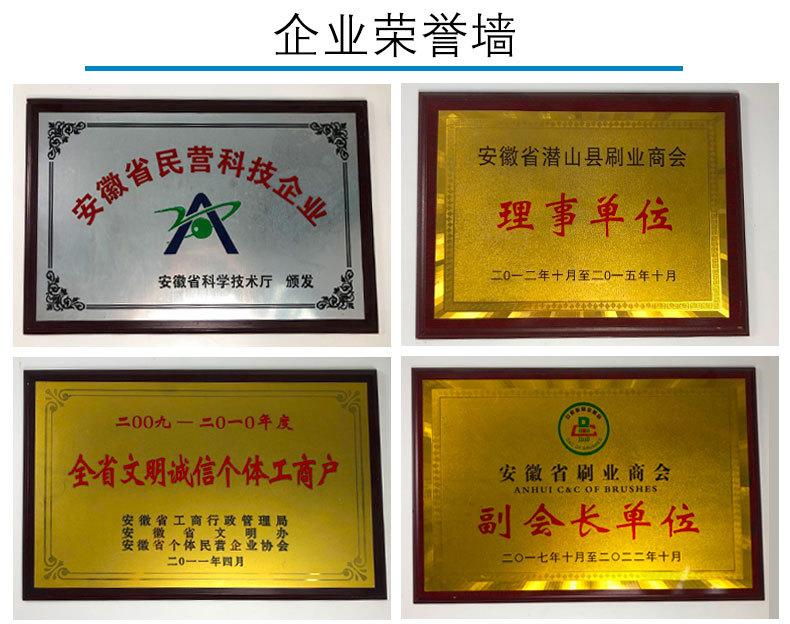 企业荣誉墙
安徽省民营科技企业
安徽省科学技术厅 颁发
安徽省潜山县刷业商会
理事单位
二〇一二年十月至二〇一五年十月
二〇〇九 — 二〇一〇年度
全省文明诚信个体工商户
安徽省工商行政管理局
安徽省文明办
安徽省个体民营企业协会
二〇一一年四月
安徽省刷业商会
ANHUI C&C OF BRUSHES
副会长单位
二〇一七年十月至二〇二二年十月